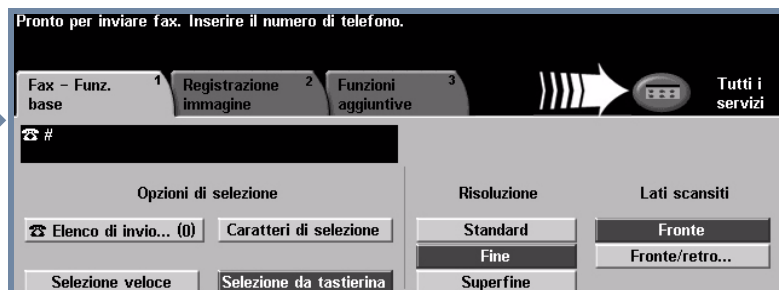 Pronto per inviare fax. Inserire il numero di telefono.
Fax - Funz. base 1
Registrazione immagine 2
Funzioni aggiuntive 3
Tutti i servizi
☎ #
Opzioni di selezione
☎ Elenco di invio... (0)
Caratteri di selezione
Selezione veloce
Selezione da tastierina
Risoluzione
Standard
Fine
Superfine
Lati scansiti
Fronte
Fronte/retro...